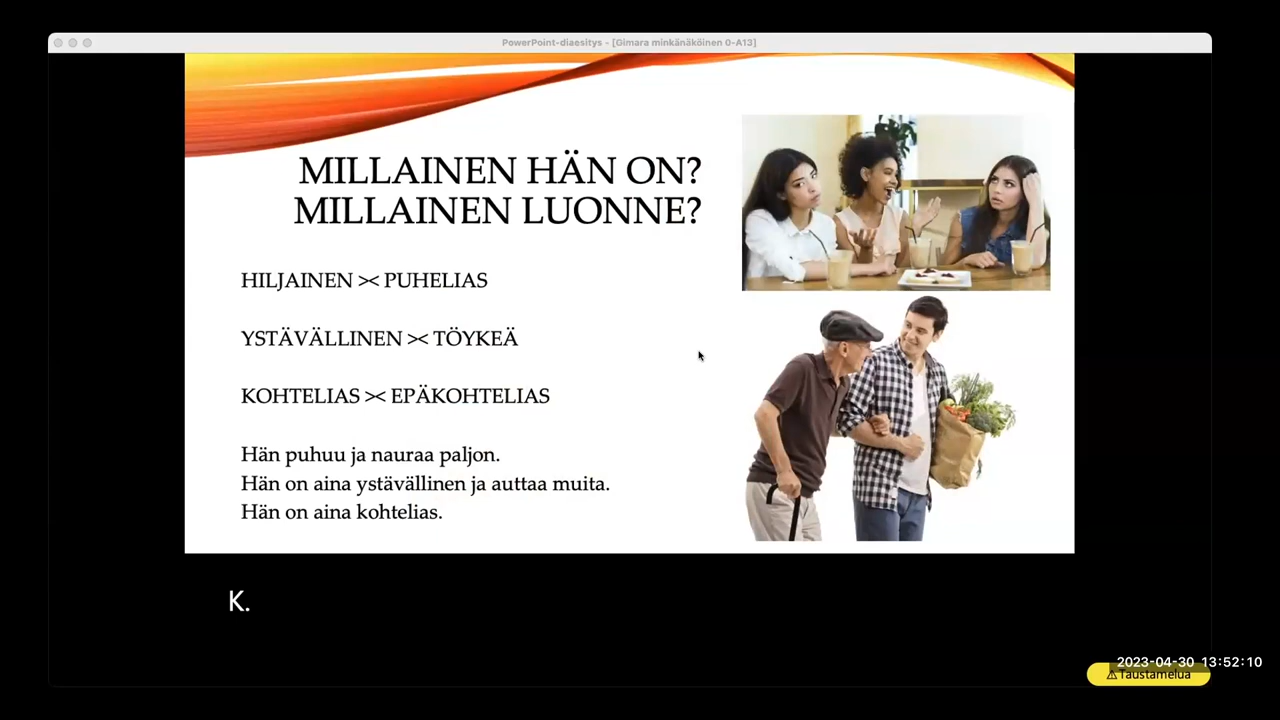 PowerPoint-diaesitys - [Gimara minkänäköinen 0-A13]
MILLAINEN HÄN ON?
MILLAINEN LUONNE?
HILJAINEN >< PUHELIAS
YSTÄVÄLLINEN >< TÖYKEÄ
KOHTELIAS >< EPÄKOHTELIAS
Hän puhuu ja nauraa paljon.
Hän on aina ystävällinen ja auttaa muita.
Hän on aina kohtelias.
K.
2023-04-30 13:52:10
⚠Taustamelua